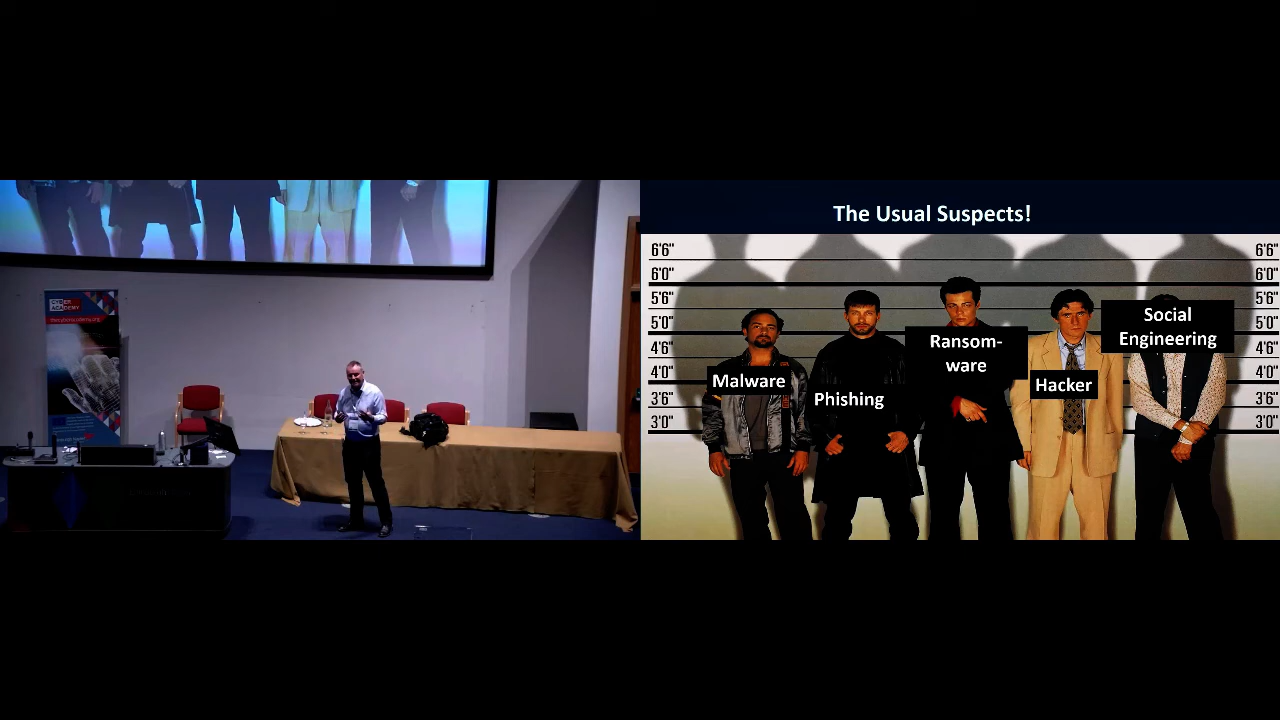 The Usual Suspects!
6'6" 6'6"
6'0" 6'0"
5'6" 5'6"
5'0" 5'0"
4'6" 4'6"
4'0" 4'0"
3'6" 3'6"
3'0" 3'0"
Malware
Phishing
Ransom-
ware
Hacker
Social
Engineering